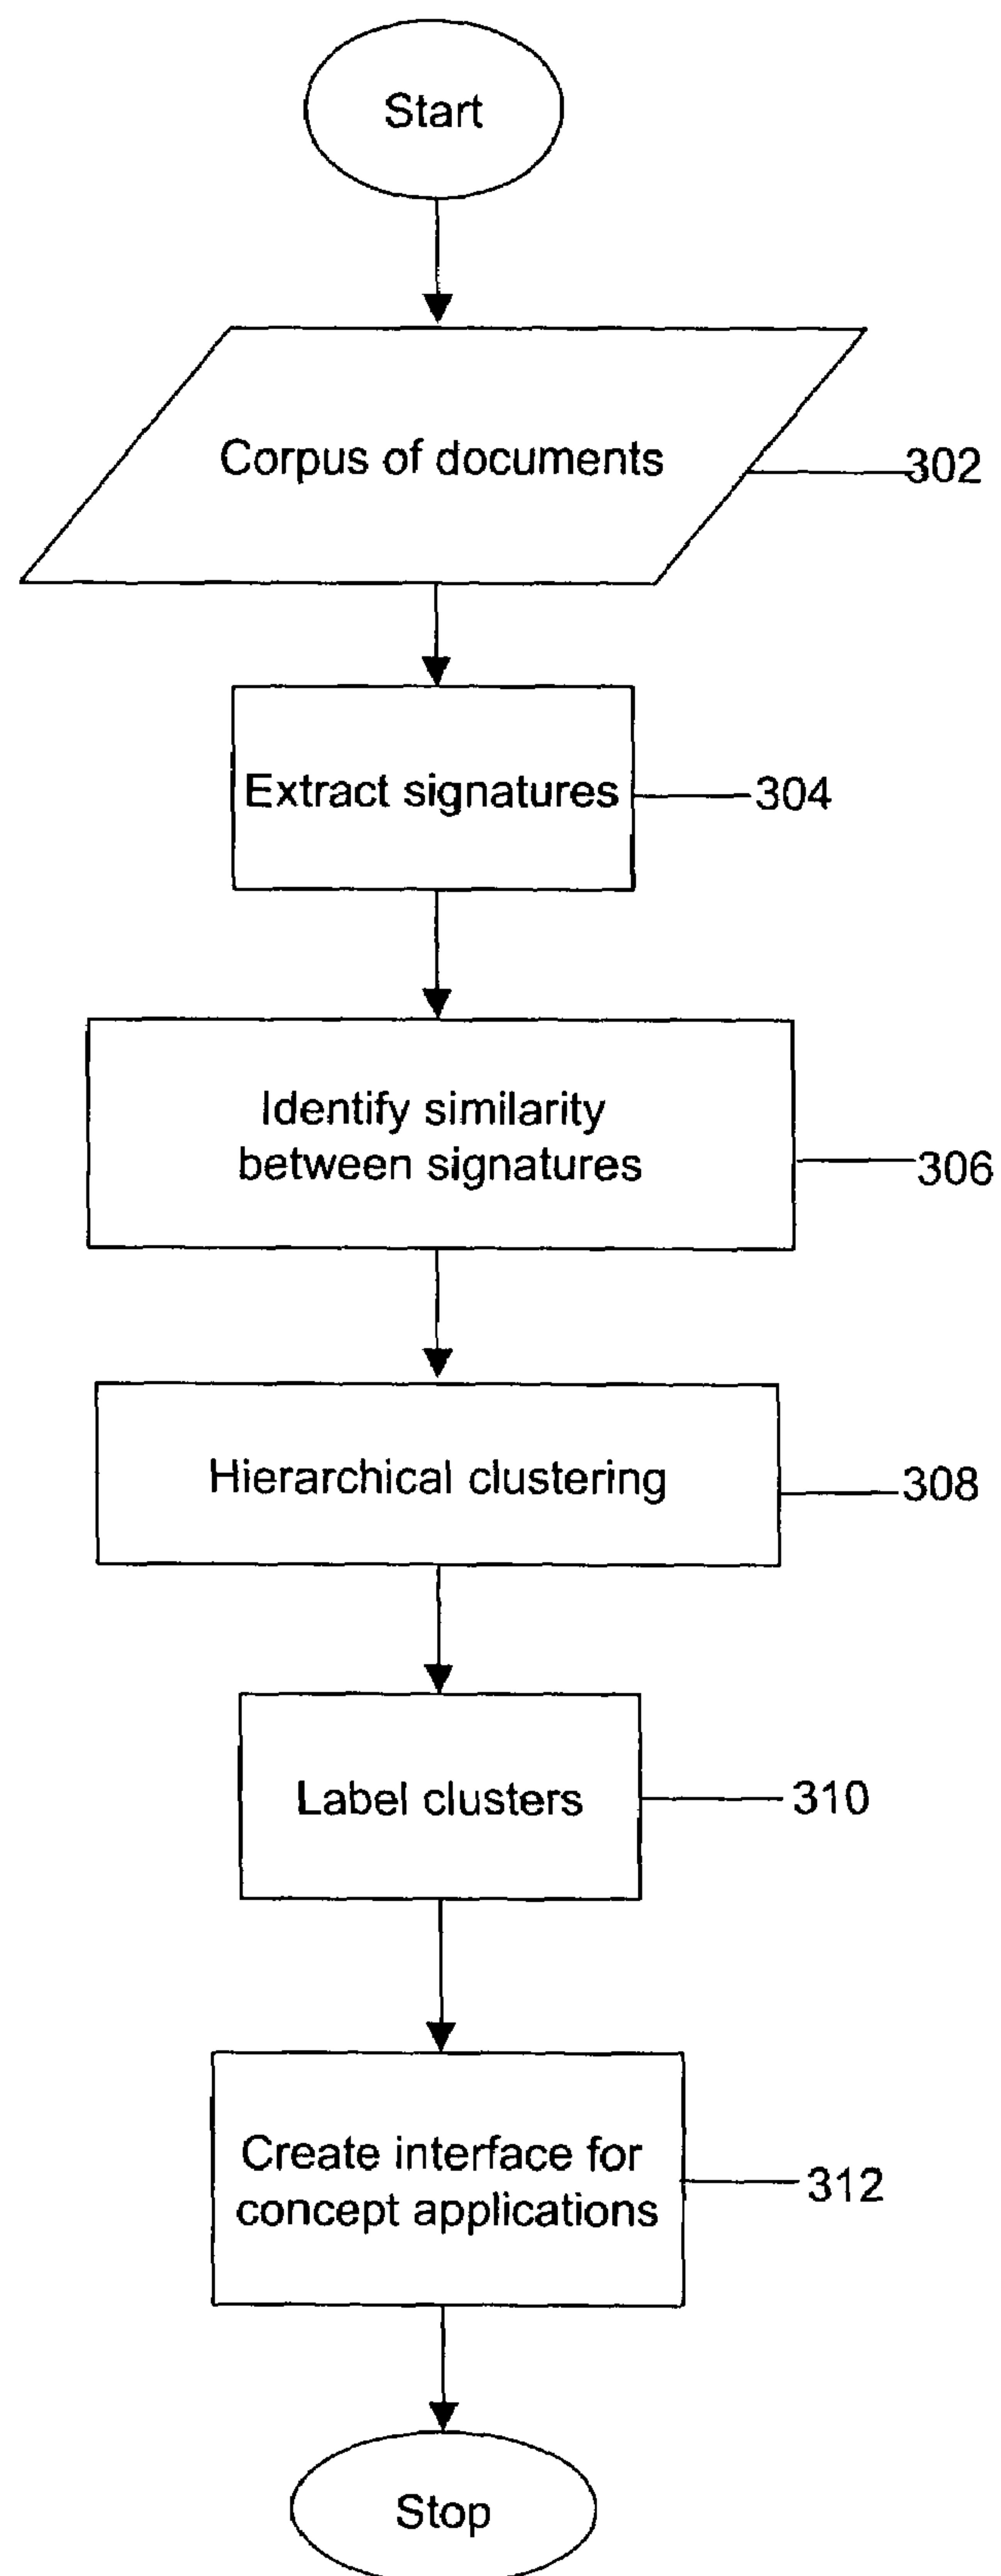 Start
Corpus of documents
302
Extract signatures
304
Identify similarity
between signatures
306
Hierarchical clustering
308
Label clusters
310
Create interface for
concept applications
312
Stop